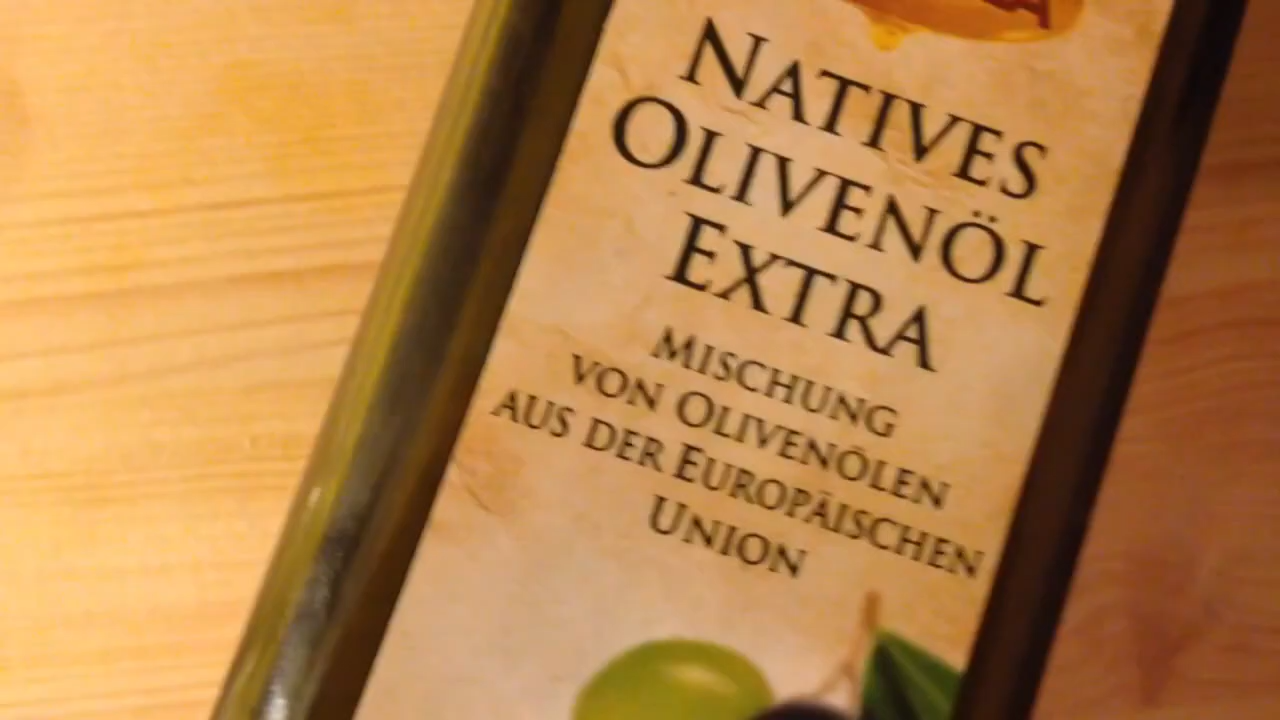 NATIVES
OLIVENÖL
EXTRA
MISCHUNG
VON OLIVENÖLEN
AUS DER EUROPÄISCHEN
UNION